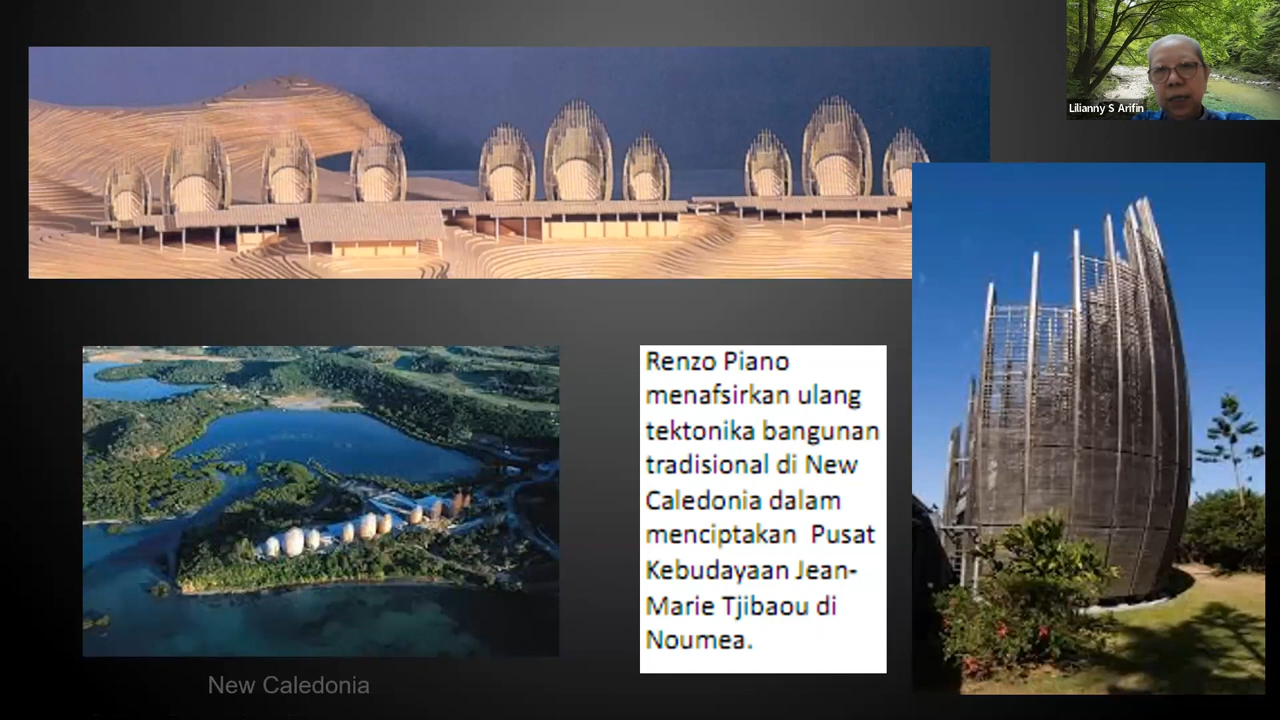 Lilianny S Arifin
Renzo Piano
menafsirkan ulang
tektonika bangunan
tradisional di New
Caledonia dalam
menciptakan  Pusat
Kebudayaan Jean-
Marie Tjibaou di
Noumea.
New Caledonia